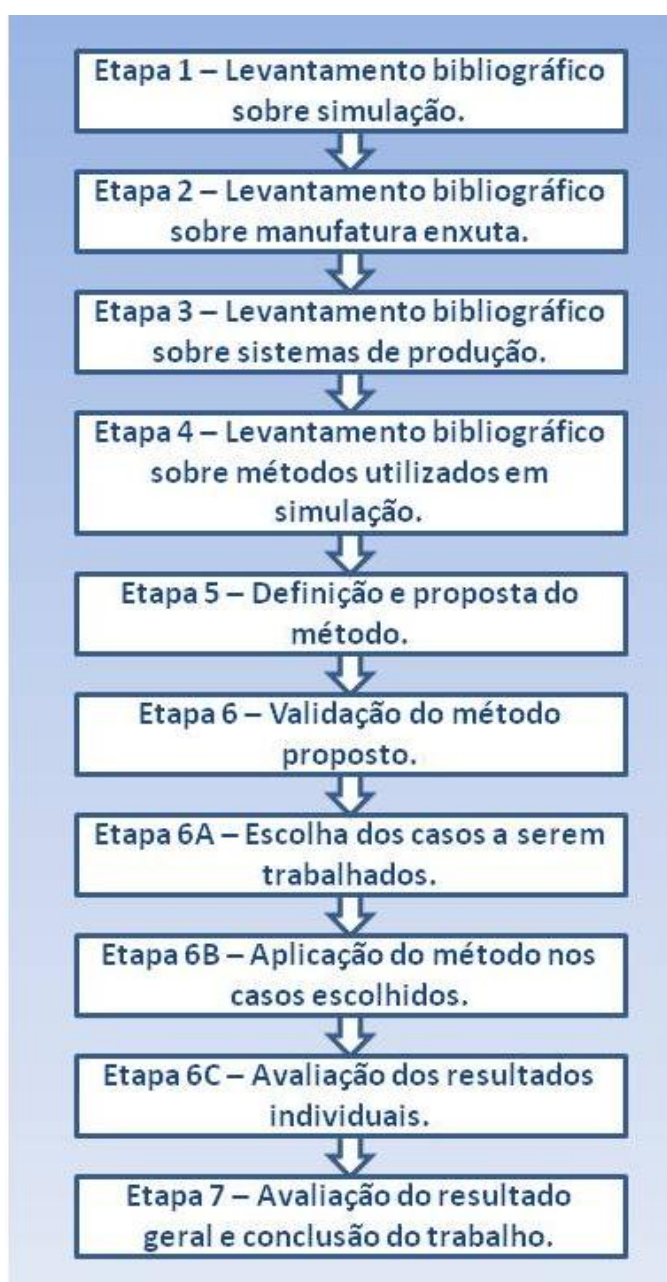 Etapa 1 – Levantamento bibliográfico
sobre simulação.
Etapa 2 – Levantamento bibliográfico
sobre manufatura enxuta.
Etapa 3 – Levantamento bibliográfico
sobre sistemas de produção.
Etapa 4 – Levantamento bibliográfico
sobre métodos utilizados em
simulação.
Etapa 5 – Definição e proposta do
método.
Etapa 6 – Validação do método
proposto.
Etapa 6A – Escolha dos casos a serem
trabalhados.
Etapa 6B – Aplicação do método nos
casos escolhidos.
Etapa 6C – Avaliação dos resultados
individuais.
Etapa 7 – Avaliação do resultado
geral e conclusão do trabalho.